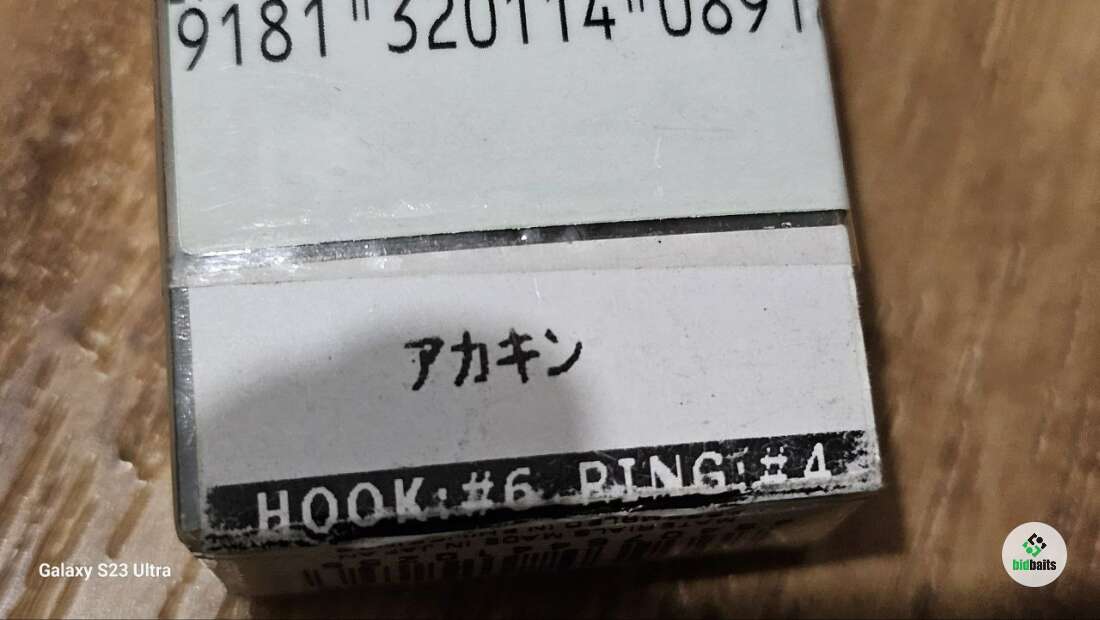 9181 "320114" 0891
アカキン
HOOK:#6 RING:#4
Galaxy S23 Ultra
bidbaits